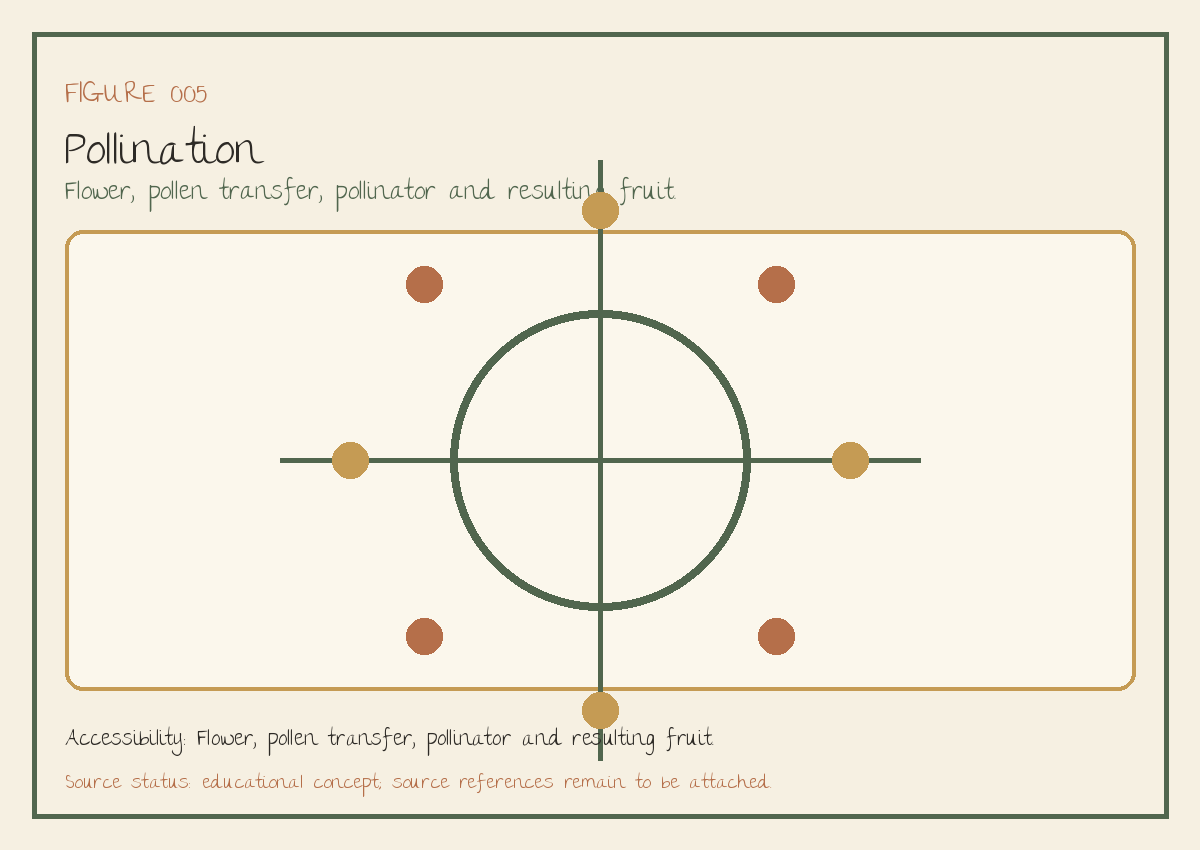 FIGURE 005
Pollination
Flower, pollen transfer, pollinator and resulting fruit.
Accessibility: Flower, pollen transfer, pollinator and resulting fruit.
Source status: educational concept; source references remain to be attached.